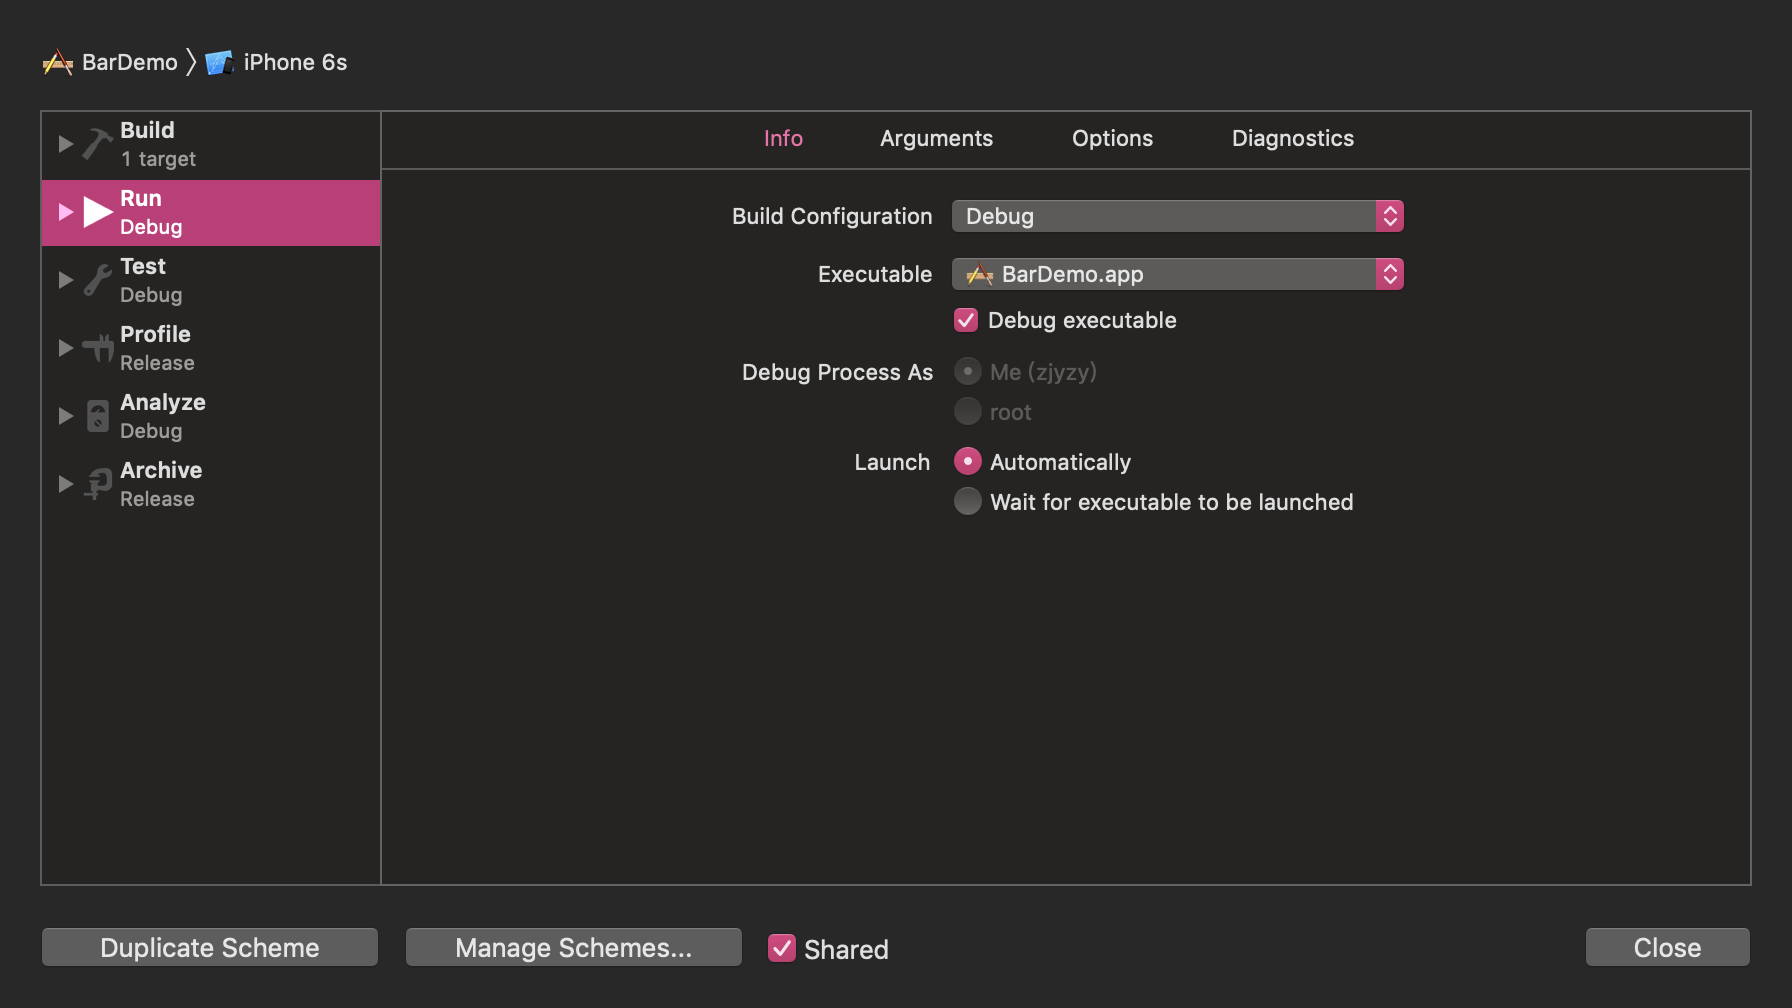 BarDemo 〉 iPhone 6s
Build
1 target
Run
Debug
Test
Debug
Profile
Release
Analyze
Debug
Archive
Release
Info Arguments Options Diagnostics
Build Configuration Debug
Executable BarDemo.app
Debug executable
Debug Process As Me (zjyzy)
root
Launch Automatically
Wait for executable to be launched
Duplicate Scheme Manage Schemes... Shared Close